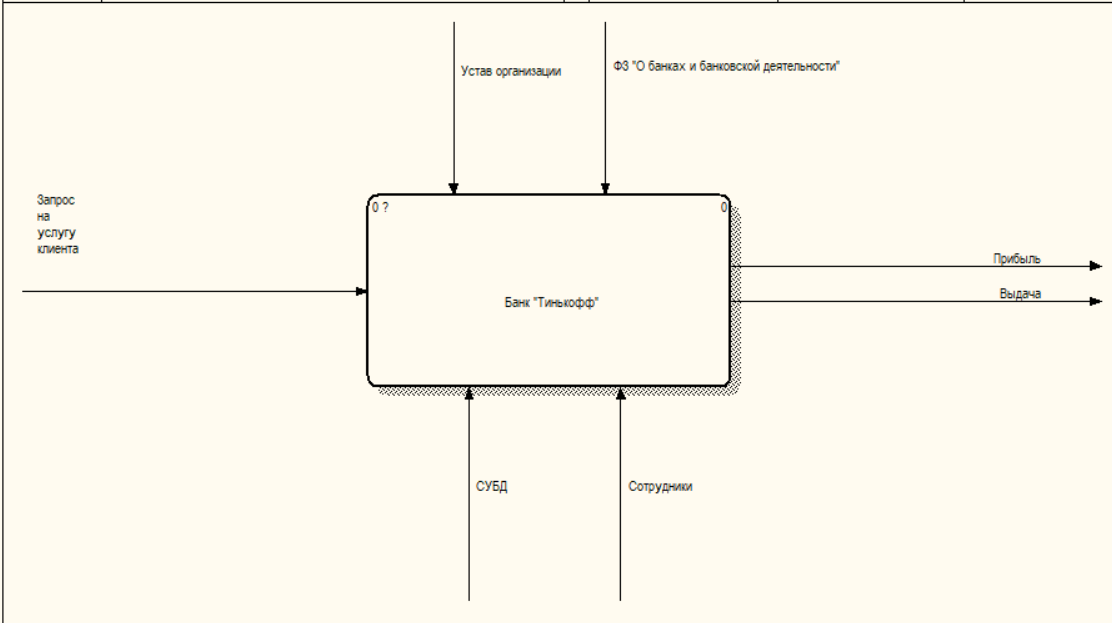 Устав организации
ФЗ "О банках и банковской деятельности"
Запрос
на
услугу
клиента
0 ?
0
Прибыль
Банк "Тинькофф"
Выдача
СУБД
Сотрудники